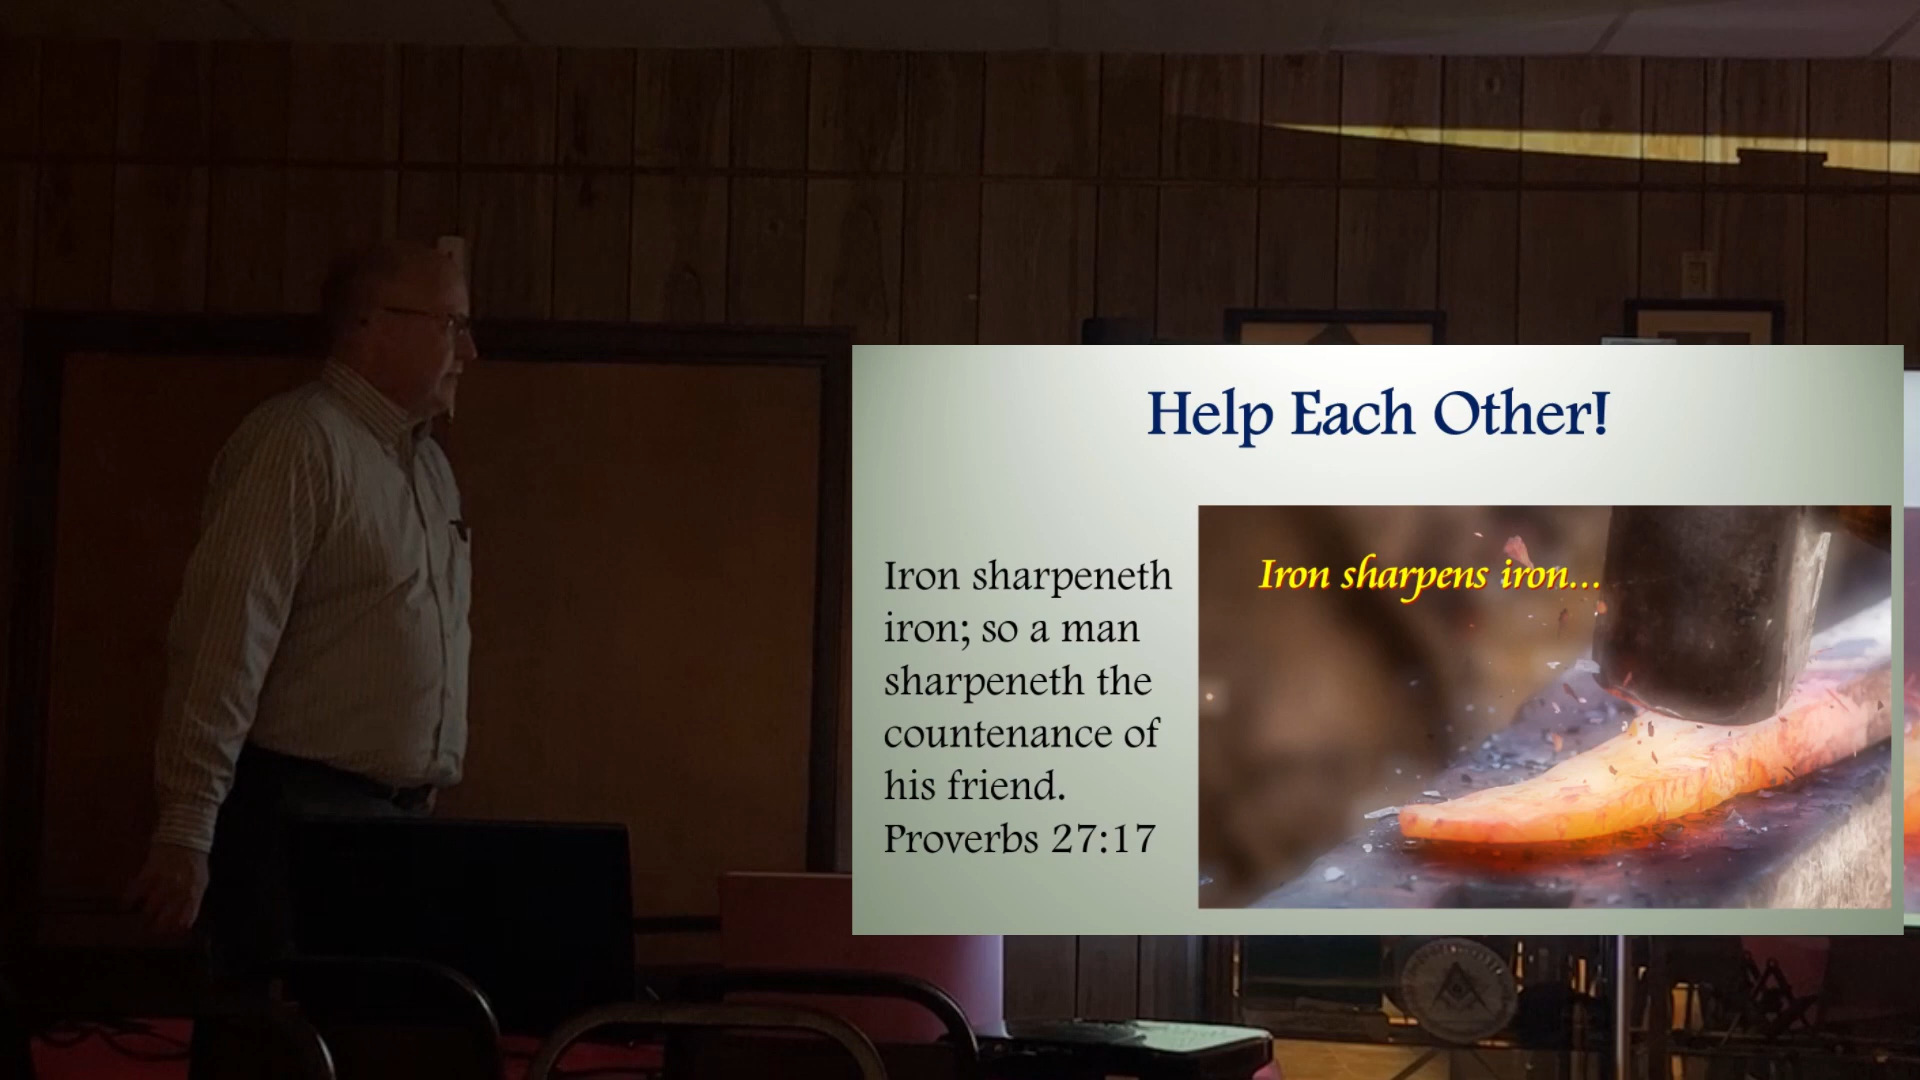 Help Each Other!
Iron sharpeneth
iron; so a man
sharpeneth the
countenance of
his friend.
Proverbs 27:17
Iron sharpens iron...